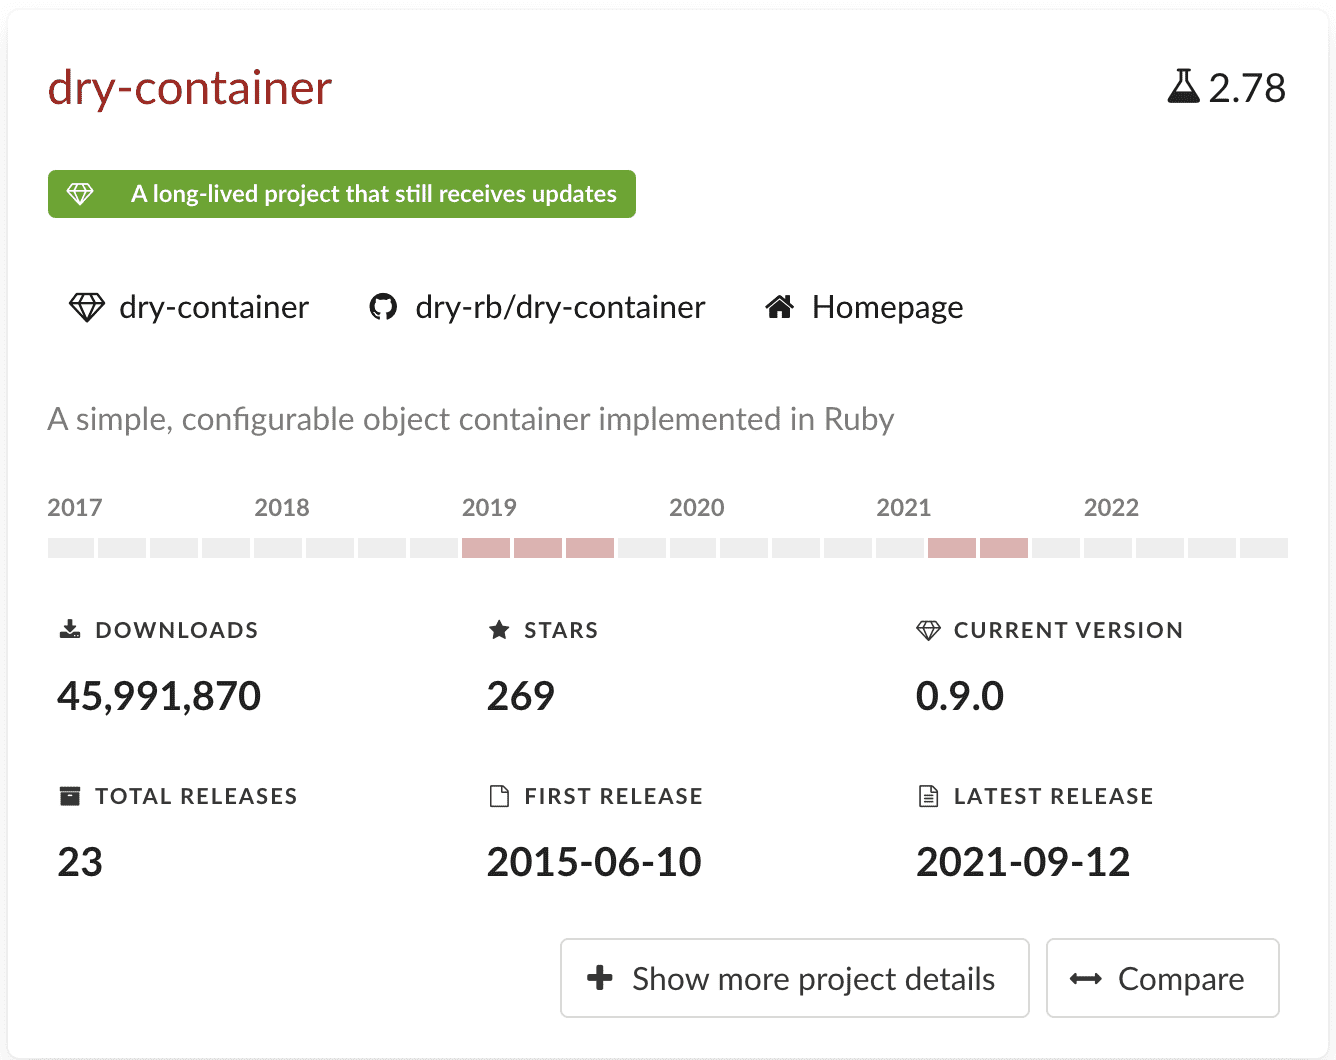 dry-container 2.78
A long-lived project that still receives updates
dry-container dry-rb/dry-container Homepage
A simple, configurable object container implemented in Ruby
2017 2018 2019 2020 2021 2022
DOWNLOADS STARS CURRENT VERSION
45,991,870 269 0.9.0
TOTAL RELEASES FIRST RELEASE LATEST RELEASE
23 2015-06-10 2021-09-12
Show more project details Compare